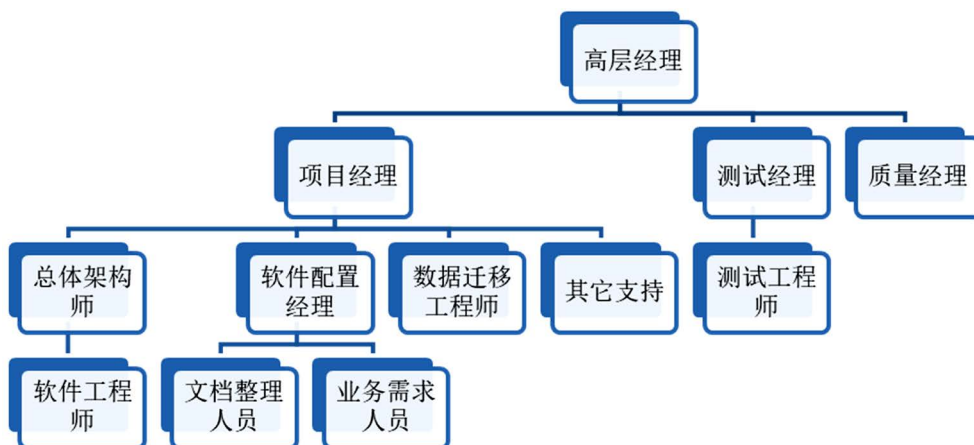 高层经理
项目经理
测试经理
质量经理
总体架构
师
软件配置
经理
数据迁移
工程师
其它支持
测试工程
师
软件工程
师
文档整理
人员
业务需求
人员